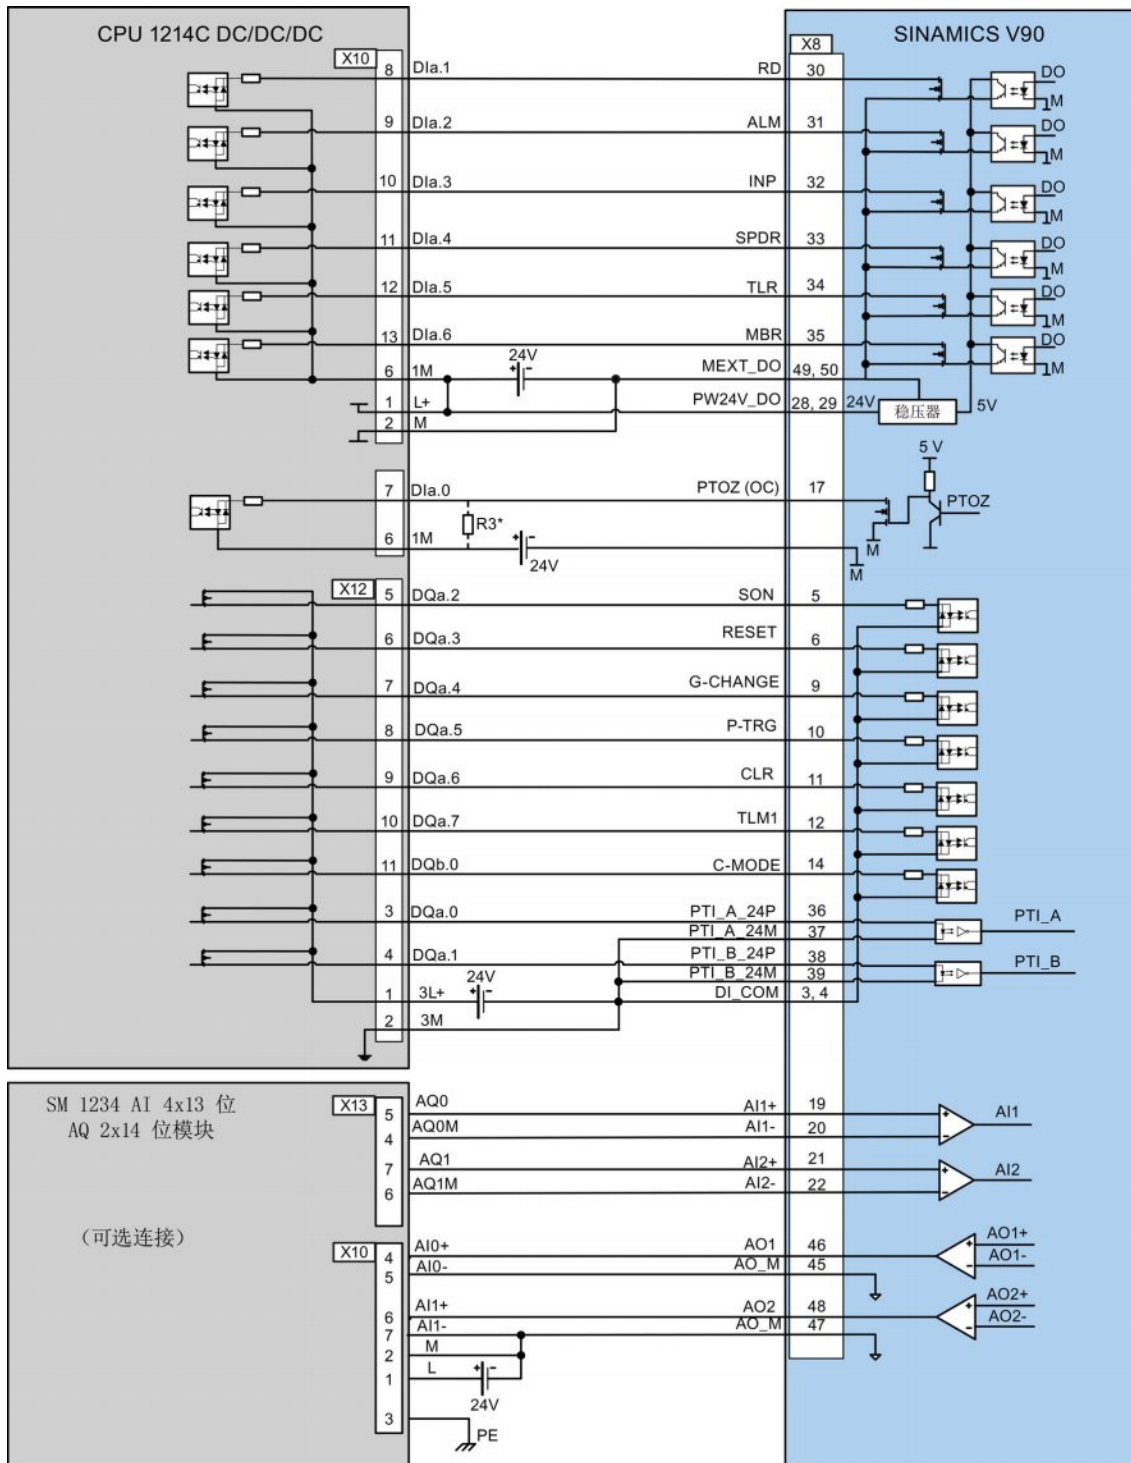 CPU 1214C DC/DC/DC
SINAMICS V90
X10
X8
8 DIa.1 RD 30 DO
M
9 DIa.2 ALM 31 DO
M
10 DIa.3 INP 32 DO
M
11 DIa.4 SPDR 33 DO
M
12 DIa.5 TLR 34 DO
M
13 DIa.6 MBR 35 DO
M
24V
6 1M MEXT_DO 49, 50
1 L+ PW24V_DO 28, 29 24V 稳压器 5V
2 M
5 V
7 DIa.0 PTOZ (OC) 17 PTOZ
R3*
M
6 1M
24V
M
X12
5 DQa.2 SON 5
6 DQa.3 RESET 6
7 DQa.4 G-CHANGE 9
8 DQa.5 P-TRG 10
9 DQa.6 CLR 11
10 DQa.7 TLM1 12
11 DQb.0 C-MODE 14
3 DQa.0 PTI_A_24P 36 PTI_A
PTI_A_24M 37
4 DQa.1 PTI_B_24P 38 PTI_B
PTI_B_24M 39
24V
1 3L+ DI_COM 3, 4
2 3M
SM 1234 AI 4x13 位
AQ 2x14 位模块
(可选连接)
X13
5 AQ0 AI1+ 19 AI1
4 AQ0M AI1- 20
7 AQ1 AI2+ 21 AI2
6 AQ1M AI2- 22
X10
4 AI0+ AO1 46 AO1+
5 AI0- AO_M 45 AO1-
6 AI1+ AO2 48 AO2+
7 AI1- AO_M 47 AO2-
2 M
1 L
24V
3 PE